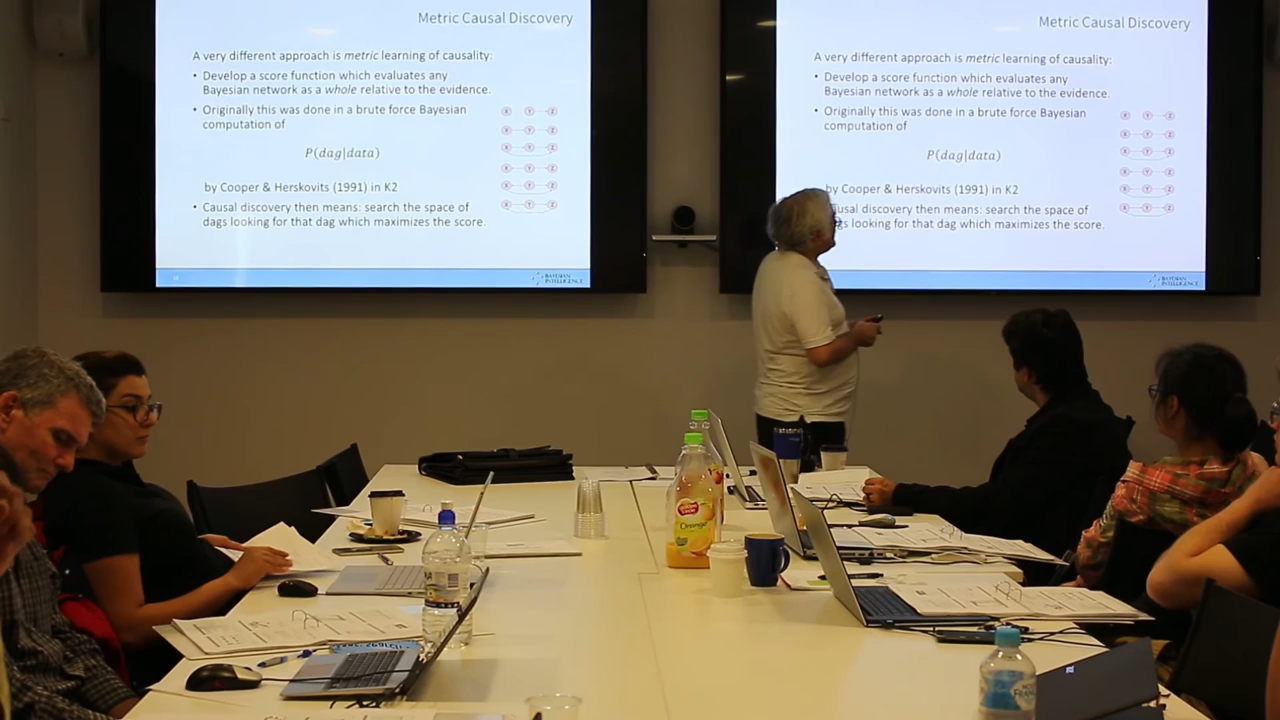 Metric Causal Discovery
A very different approach is metric learning of causality:
• Develop a score function which evaluates any
Bayesian network as a whole relative to the evidence.
• Originally this was done in a brute force Bayesian
computation of
P(dag|data)
by Cooper & Herskovits (1991) in K2
• Causal discovery then means: search the space of
dags looking for that dag which maximizes the score.
X Y Z
X Y Z
X Y Z
X Y Z
X Y Z
X Y Z
BAYESIAN
INTELLIGENCE
Metric Causal Discovery
A very different approach is metric learning of causality:
• Develop a score function which evaluates any
Bayesian network as a whole relative to the evidence.
• Originally this was done in a brute force Bayesian
computation of
P(dag|data)
by Cooper & Herskovits (1991) in K2
causal discovery then means: search the space of
dags looking for that dag which maximizes the score.
X Y Z
X Y Z
X Y Z
X Y Z
X Y Z
X Y Z
BAYESIAN
INTELLIGENCE
Orange